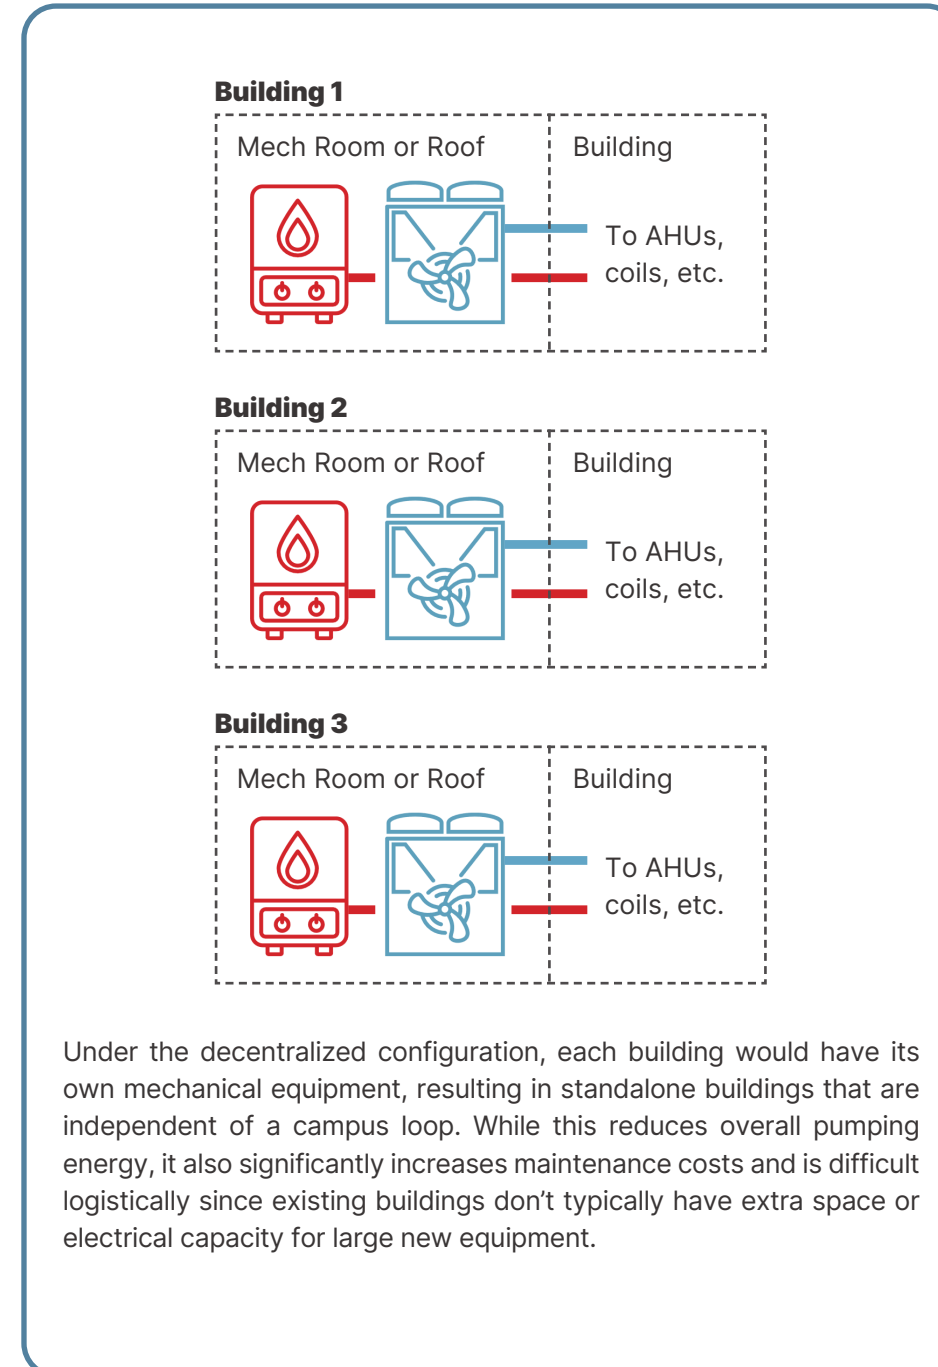 Building 1
Mech Room or Roof
Building
To AHUs,
coils, etc.
Building 2
Mech Room or Roof
Building
To AHUs,
coils, etc.
Building 3
Mech Room or Roof
Building
To AHUs,
coils, etc.
Under the decentralized configuration, each building would have its
own mechanical equipment, resulting in standalone buildings that are
independent of a campus loop. While this reduces overall pumping
energy, it also significantly increases maintenance costs and is difficult
logistically since existing buildings don’t typically have extra space or
electrical capacity for large new equipment.